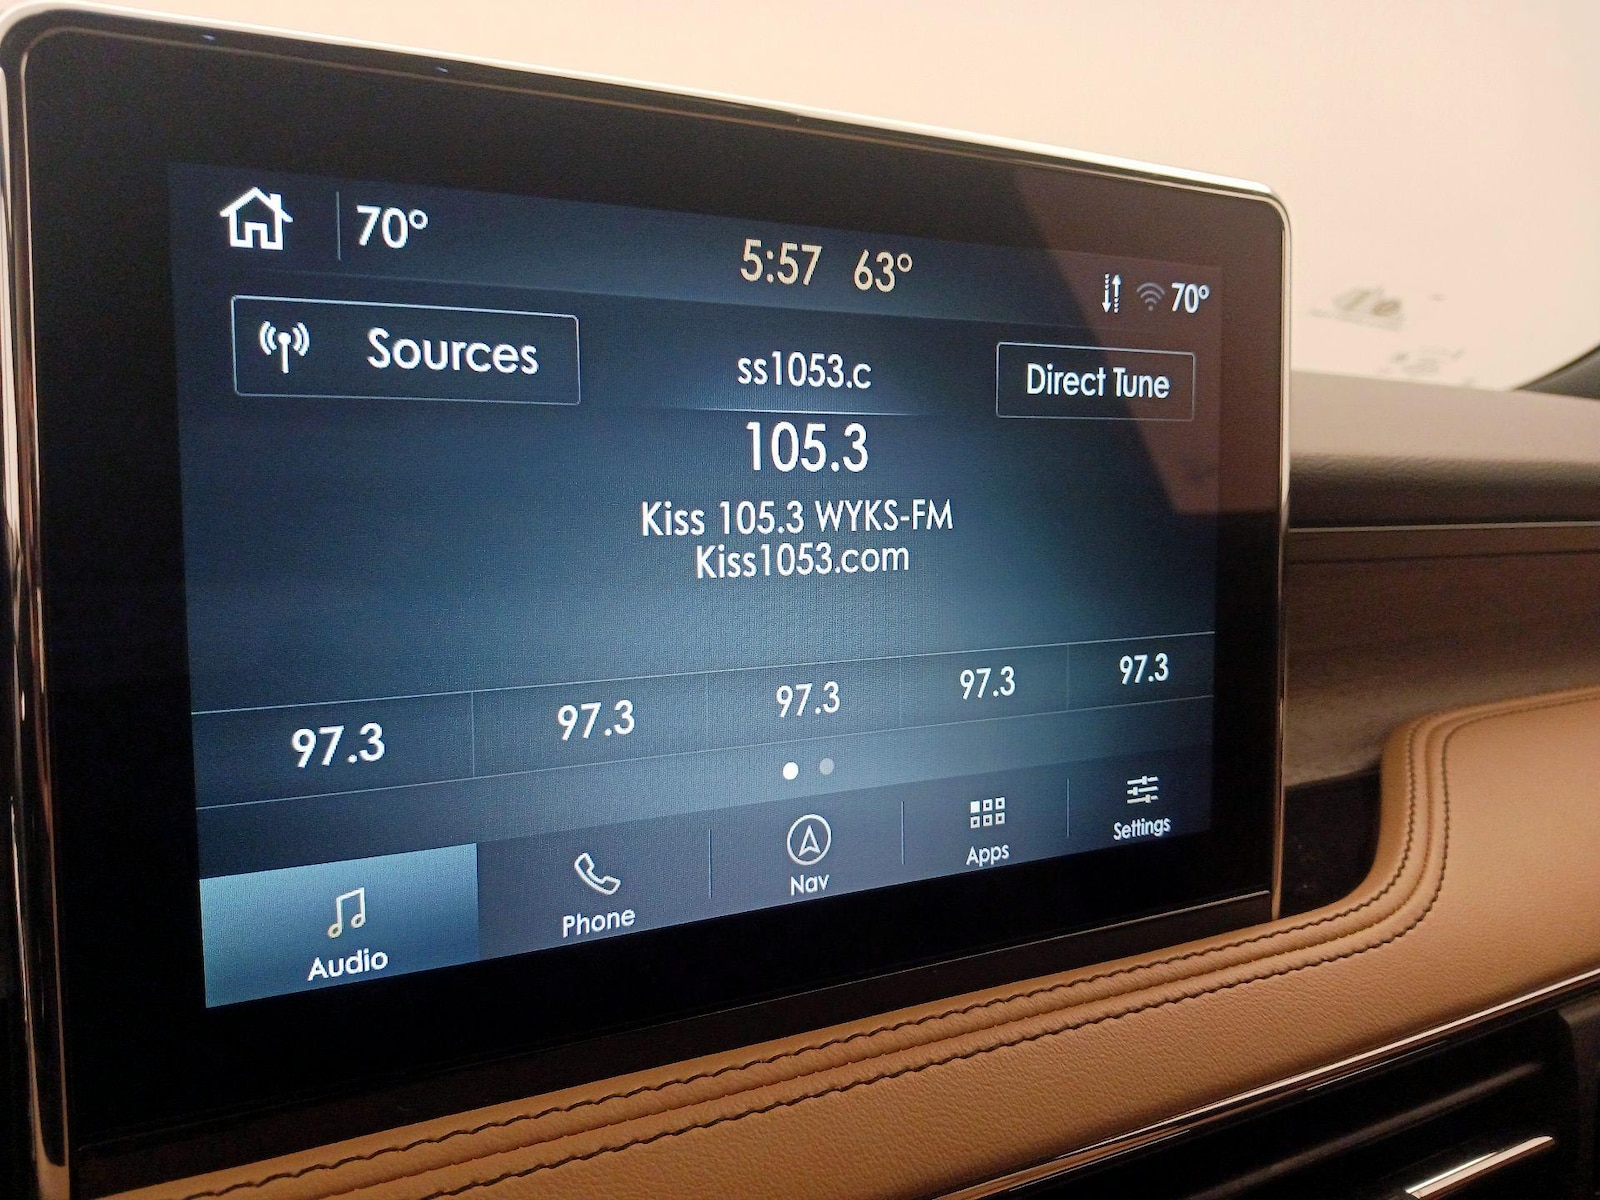 70°
5:57 63°
70°
Sources
ss1053.c
Direct Tune
105.3
Kiss 105.3 WYKS-FM
Kiss1053.com
97.3 97.3 97.3 97.3 97.3
Audio Phone Nav Apps Settings